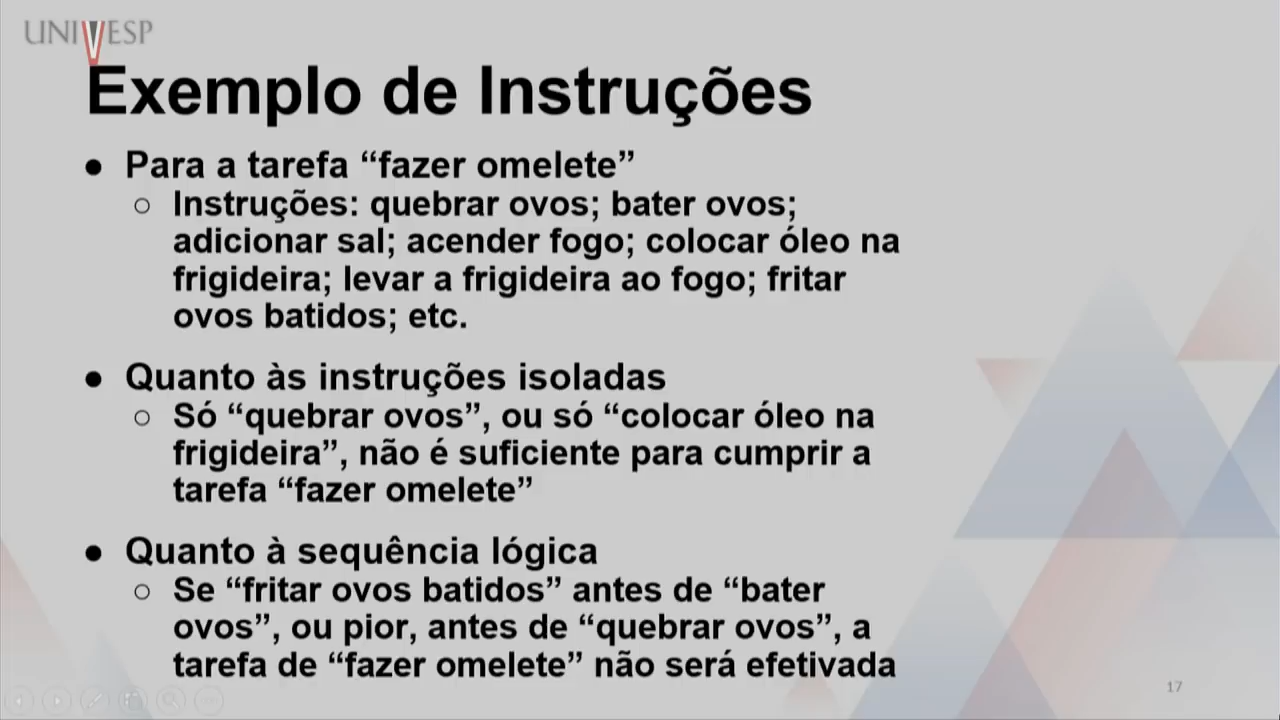 UNIVESP
Exemplo de Instruções
● Para a tarefa “fazer omelete”
○ Instruções: quebrar ovos; bater ovos;
adicionar sal; acender fogo; colocar óleo na
frigideira; levar a frigideira ao fogo; fritar
ovos batidos; etc.
● Quanto às instruções isoladas
○ Só “quebrar ovos”, ou só “colocar óleo na
frigideira”, não é suficiente para cumprir a
tarefa “fazer omelete”
● Quanto à sequência lógica
○ Se “fritar ovos batidos” antes de “bater
ovos”, ou pior, antes de “quebrar ovos”, a
tarefa de “fazer omelete” não será efetivada
17